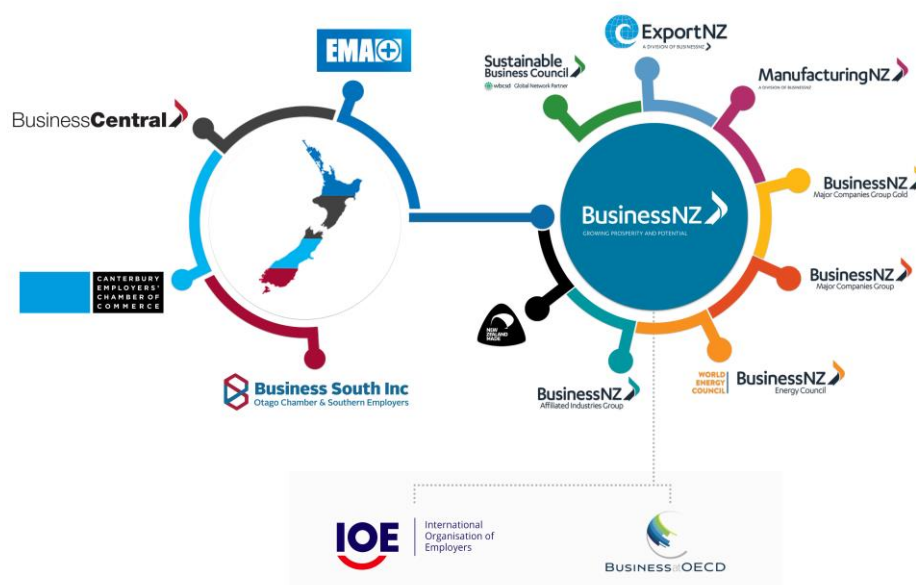 EMA
BusinessCentral
CANTERBURY
EMPLOYERS'
CHAMBER OF
COMMERCE
Business South Inc
Otago Chamber & Southern Employers
Sustainable
Business Council
wbcsd Global Network Partner
ExportNZ
A DIVISION OF BUSINESSNZ
ManufacturingNZ
A DIVISION OF BUSINESSNZ
BusinessNZ
Major Companies Group Gold
BusinessNZ
Major Companies Group
WORLD
ENERGY
COUNCIL
BusinessNZ
Energy Council
BusinessNZ
Affiliated Industries Group
NEW
ZEALAND
MADE
BusinessNZ
GROWING PROSPERITY AND POTENTIAL
IOE
International
Organisation of
Employers
BUSINESS at OECD